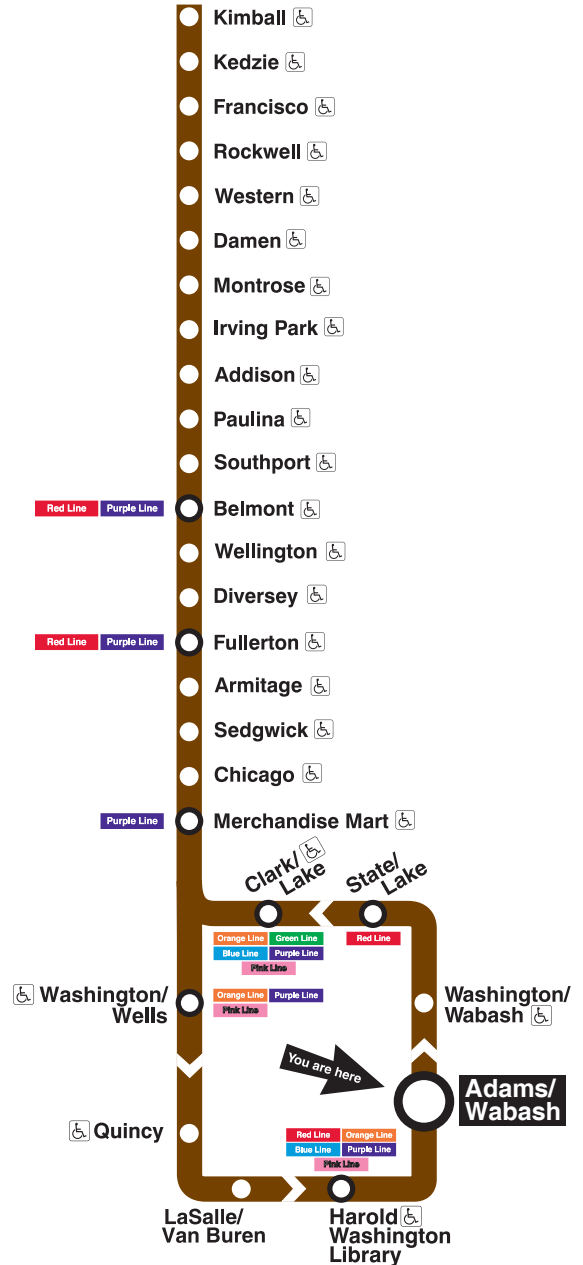 Kimball
Kedzie
Francisco
Rockwell
Western
Damen
Montrose
Irving Park
Addison
Paulina
Southport
Red Line Purple Line Belmont
Wellington
Diversey
Red Line Purple Line Fullerton
Armitage
Sedgwick
Chicago
Purple Line Merchandise Mart
Clark/
Lake
State/
Lake
Orange Line Green Line
Blue Line Purple Line
Pink Line
Red Line
Washington/
Wells
Orange Line Purple Line
Pink Line
Washington/
Wabash
You are here
Adams/
Wabash
Quincy
Red Line Orange Line
Blue Line Purple Line
Pink Line
LaSalle/
Van Buren
Harold
Washington
Library